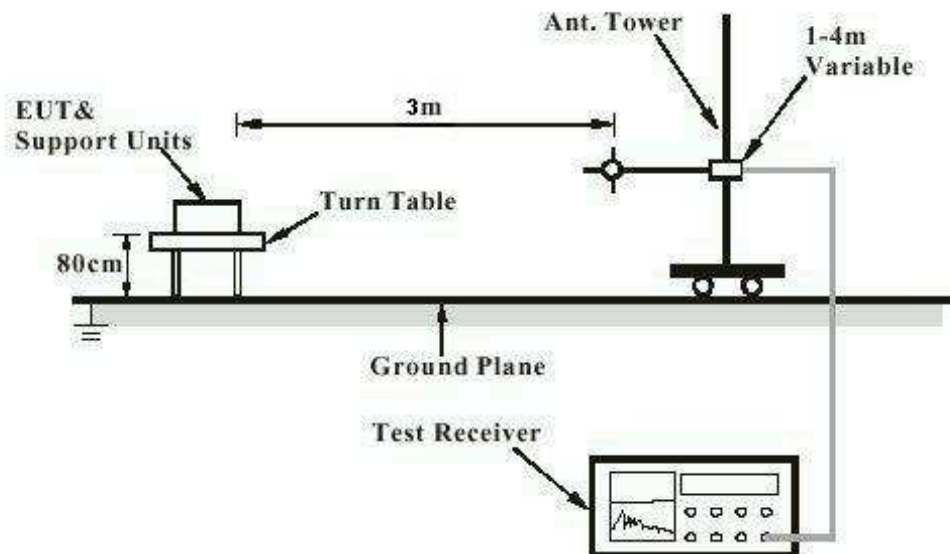 Ant. Tower
1-4m
Variable
EUT&
Support Units
3m
Turn Table
80cm
Ground Plane
Test Receiver